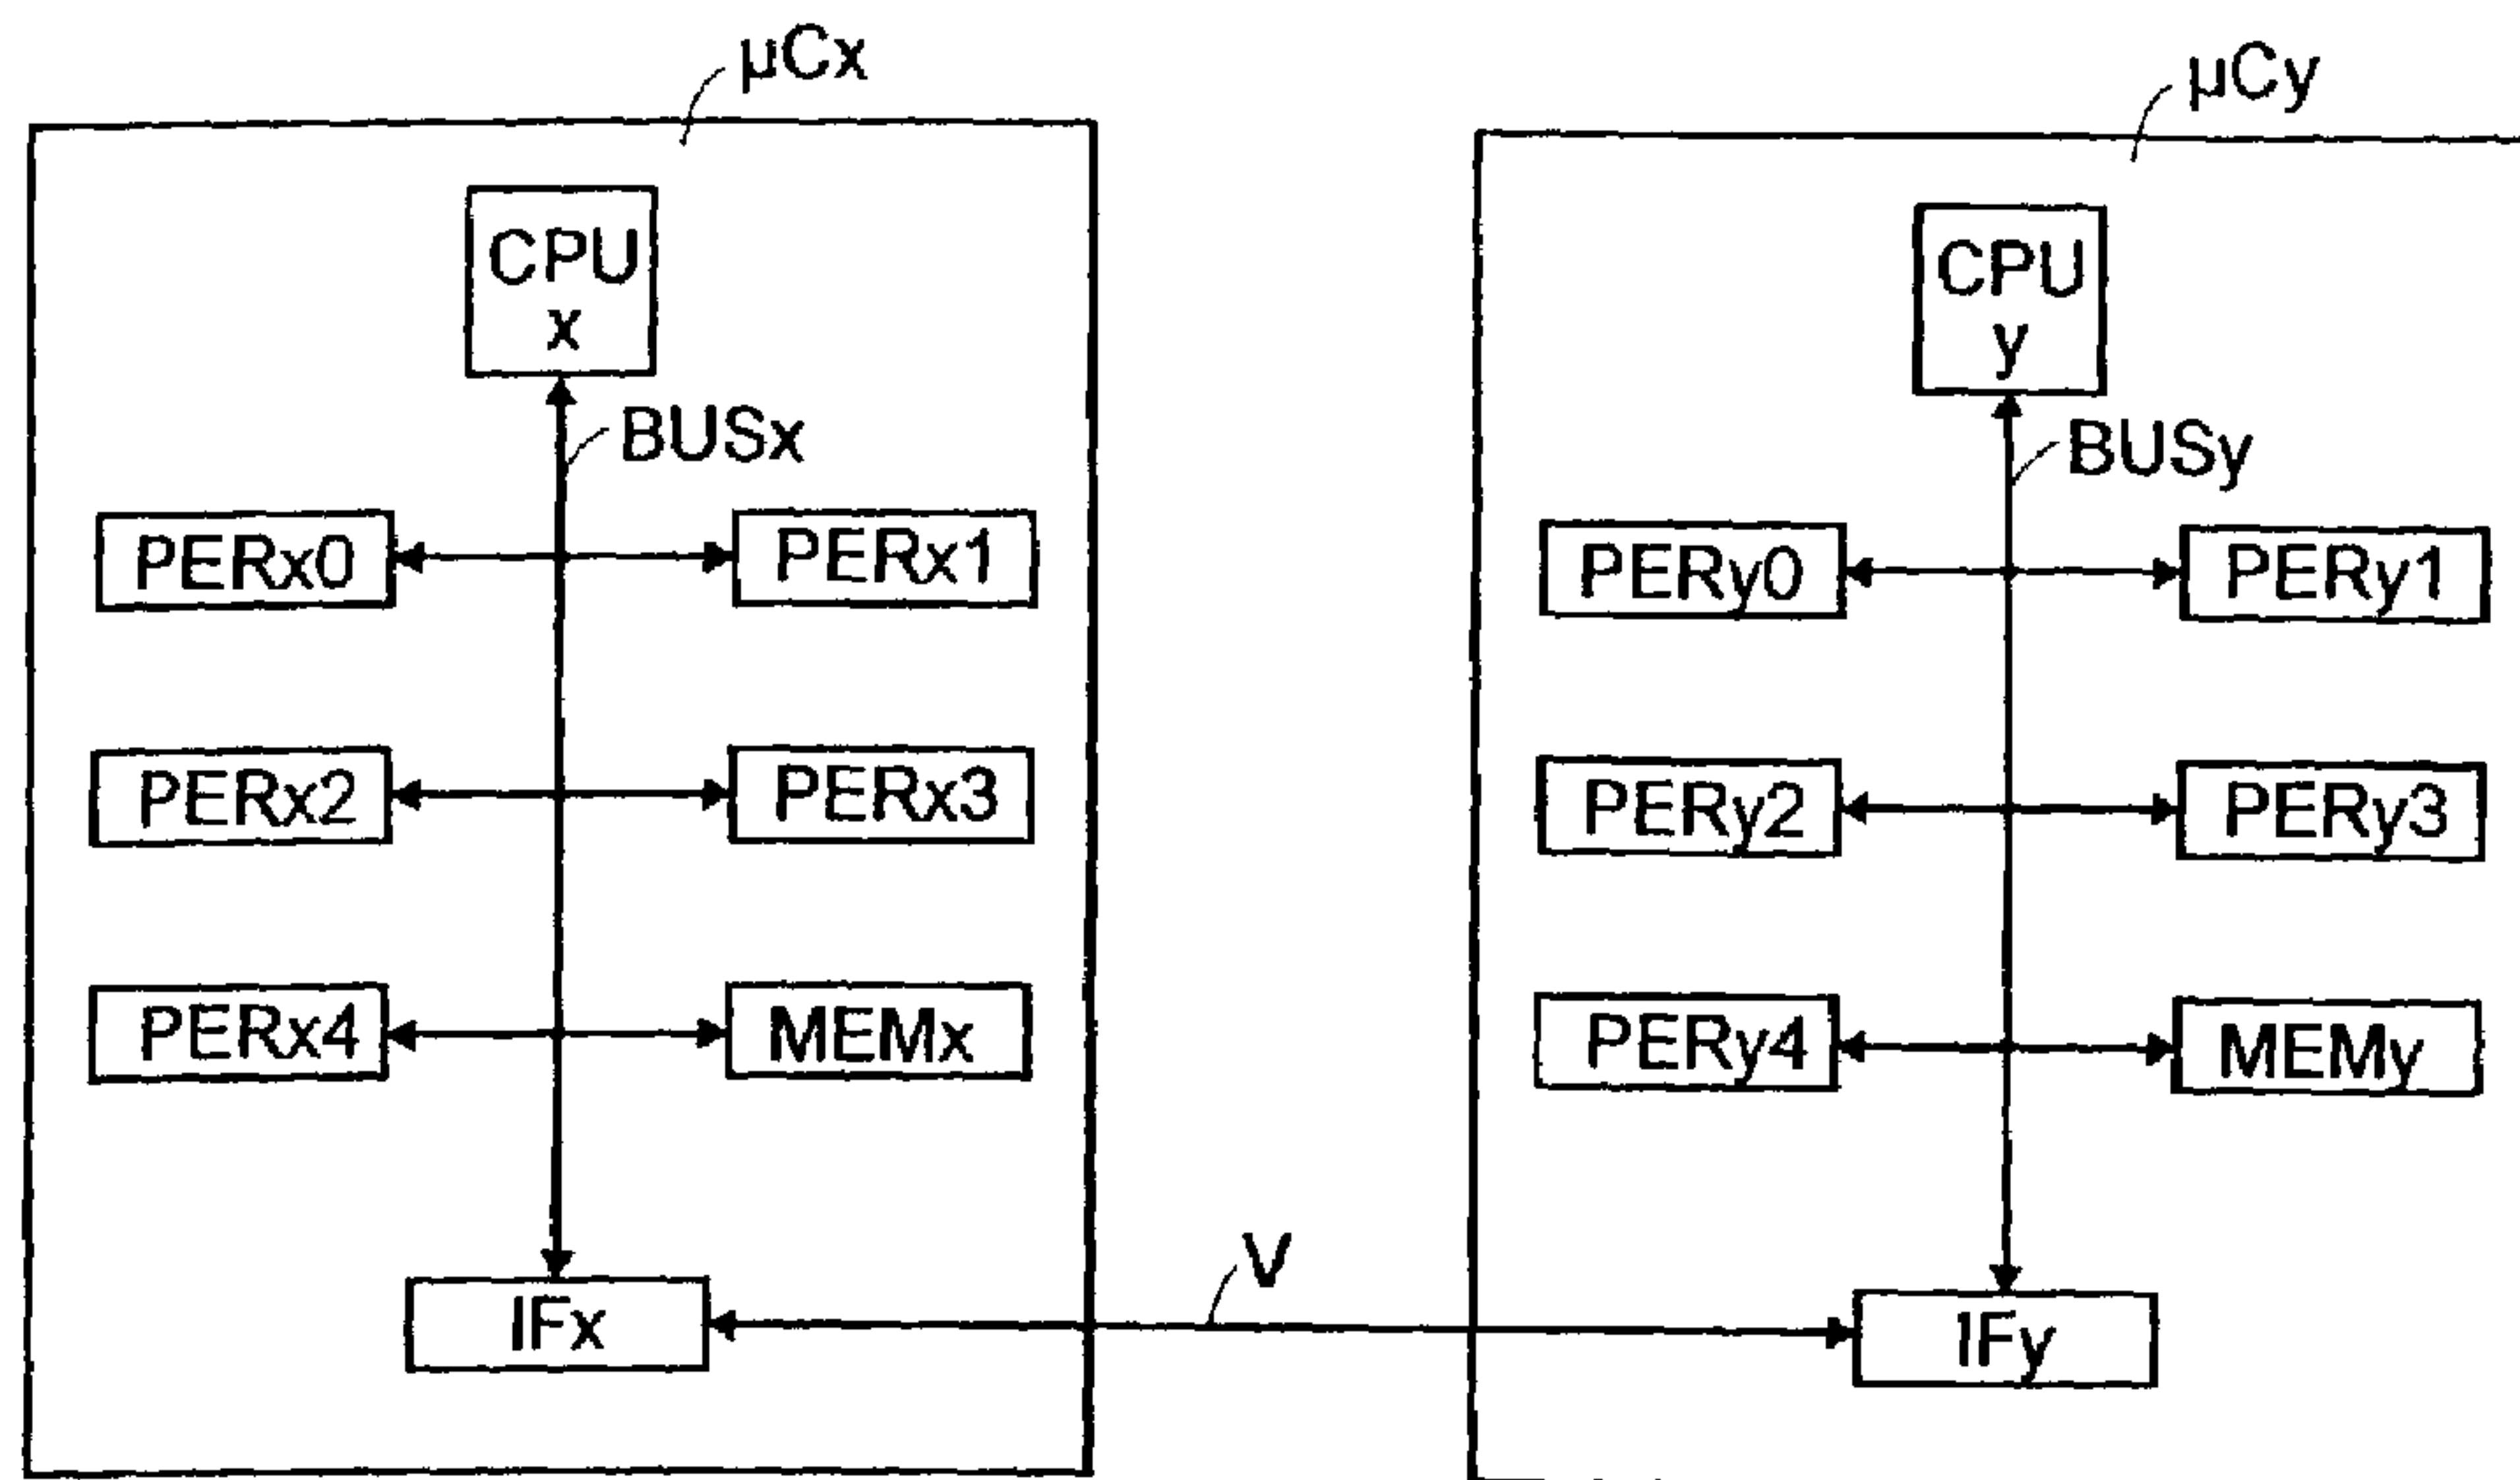 µCx
µCy
CPU
x
CPU
y
BUSx
BUSy
PERx0
PERx1
PERy0
PERy1
PERx2
PERx3
PERy2
PERy3
PERx4
MEMx
PERy4
MEMy
V
IFx
IFy